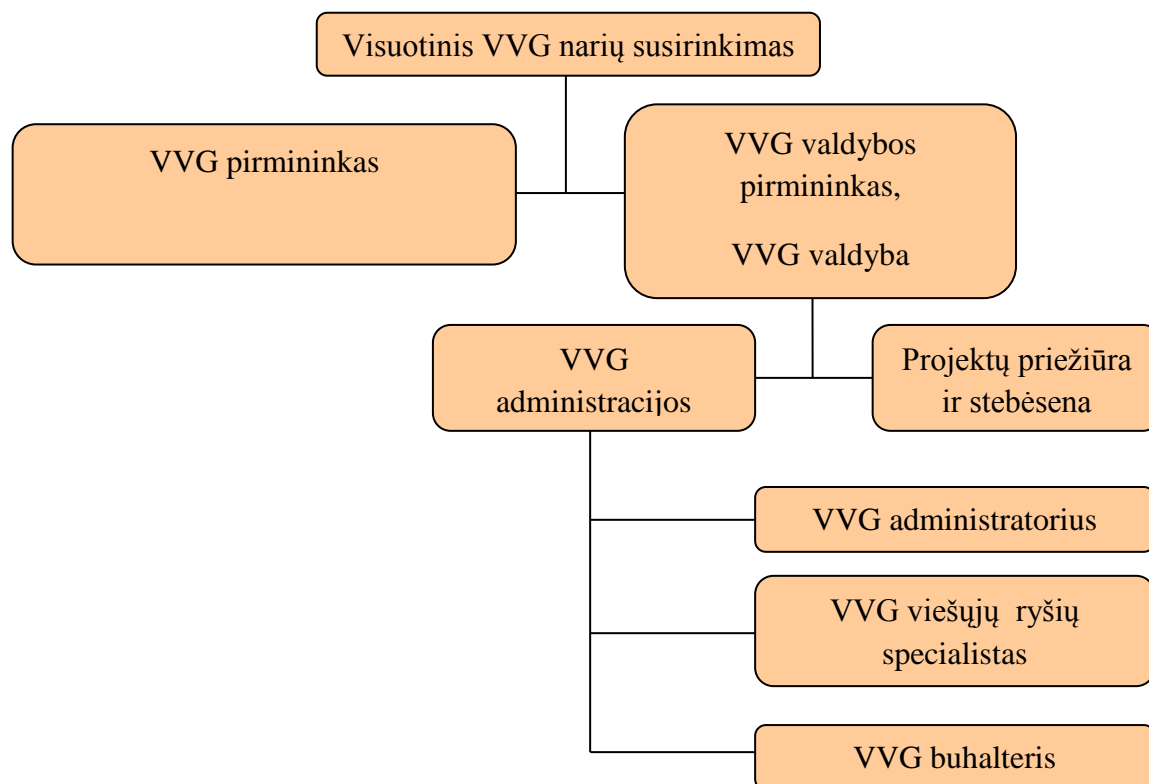 Visuotinis VVG narių susirinkimas
VVG pirmininkas
VVG valdybos
pirmininkas,
VVG valdyba
VVG
administracijos
Projektų priežiūra
ir stebėsena
VVG administratorius
VVG viešųjų  ryšių
specialistas
VVG buhalteris